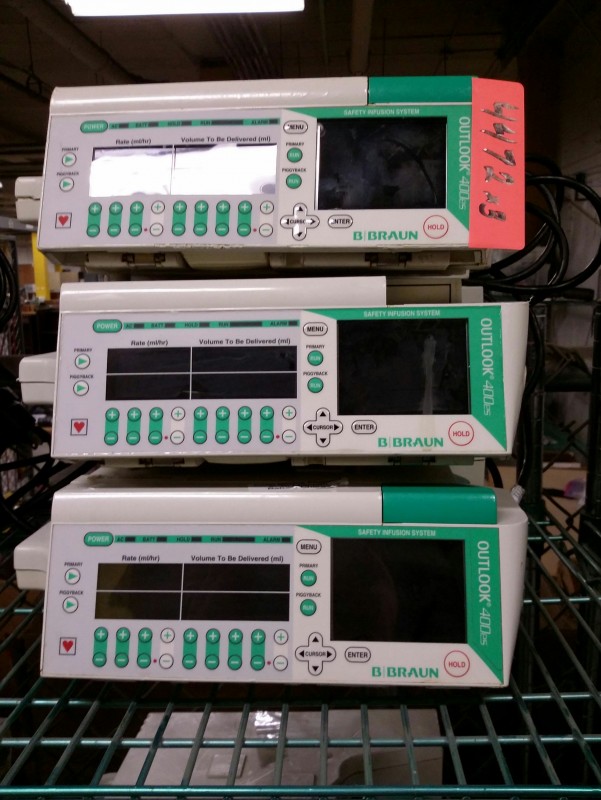 SAFETY INFUSION SYSTEM
POWER AC BATT HOLD RUN ALARM
Rate (ml/hr) Volume To Be Delivered (ml)
MENU
PRIMARY
PRIMARY
RUN
PIGGYBACK
PIGGYBACK
RUN
CURSOR ENTER
B|BRAUN
HOLD
OUTLOOK® 400ES
SAFETY INFUSION SYSTEM
POWER AC BATT HOLD RUN ALARM
Rate (ml/hr) Volume To Be Delivered (ml)
MENU
PRIMARY
PRIMARY
RUN
PIGGYBACK
PIGGYBACK
RUN
CURSOR ENTER
B|BRAUN
HOLD
OUTLOOK® 400ES
SAFETY INFUSION SYSTEM
POWER AC BATT HOLD RUN ALARM
Rate (ml/hr) Volume To Be Delivered (ml)
MENU
PRIMARY
PRIMARY
RUN
PIGGYBACK
PIGGYBACK
RUN
CURSOR ENTER
B|BRAUN
HOLD
OUTLOOK® 400ES